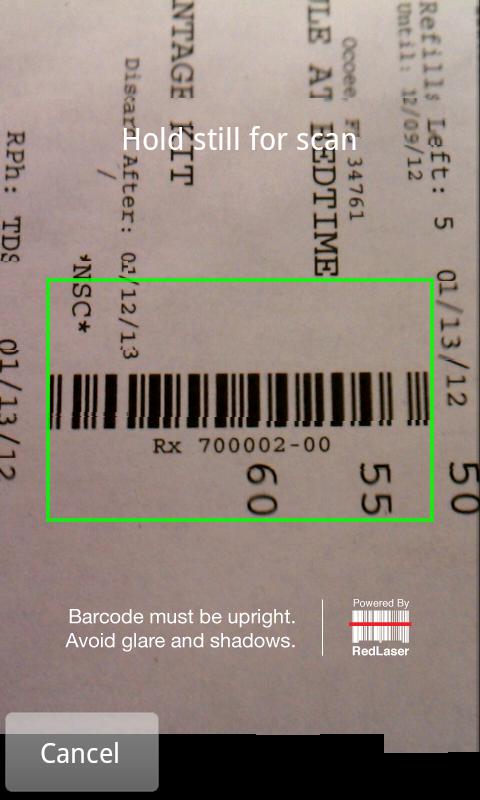 Refills Left: 5
Until: 12/09/12
01/13/12
Ocoee, FL 34761
ULE AT BEDTIME
NTAGE KIT
Discard After: 01/12/13
/
*NSC*
RPh: TDS
01/13/12
Hold still for scan
Rx 700002-00
60
55
50
Barcode must be upright.
Avoid glare and shadows.
Powered By
RedLaser
Cancel